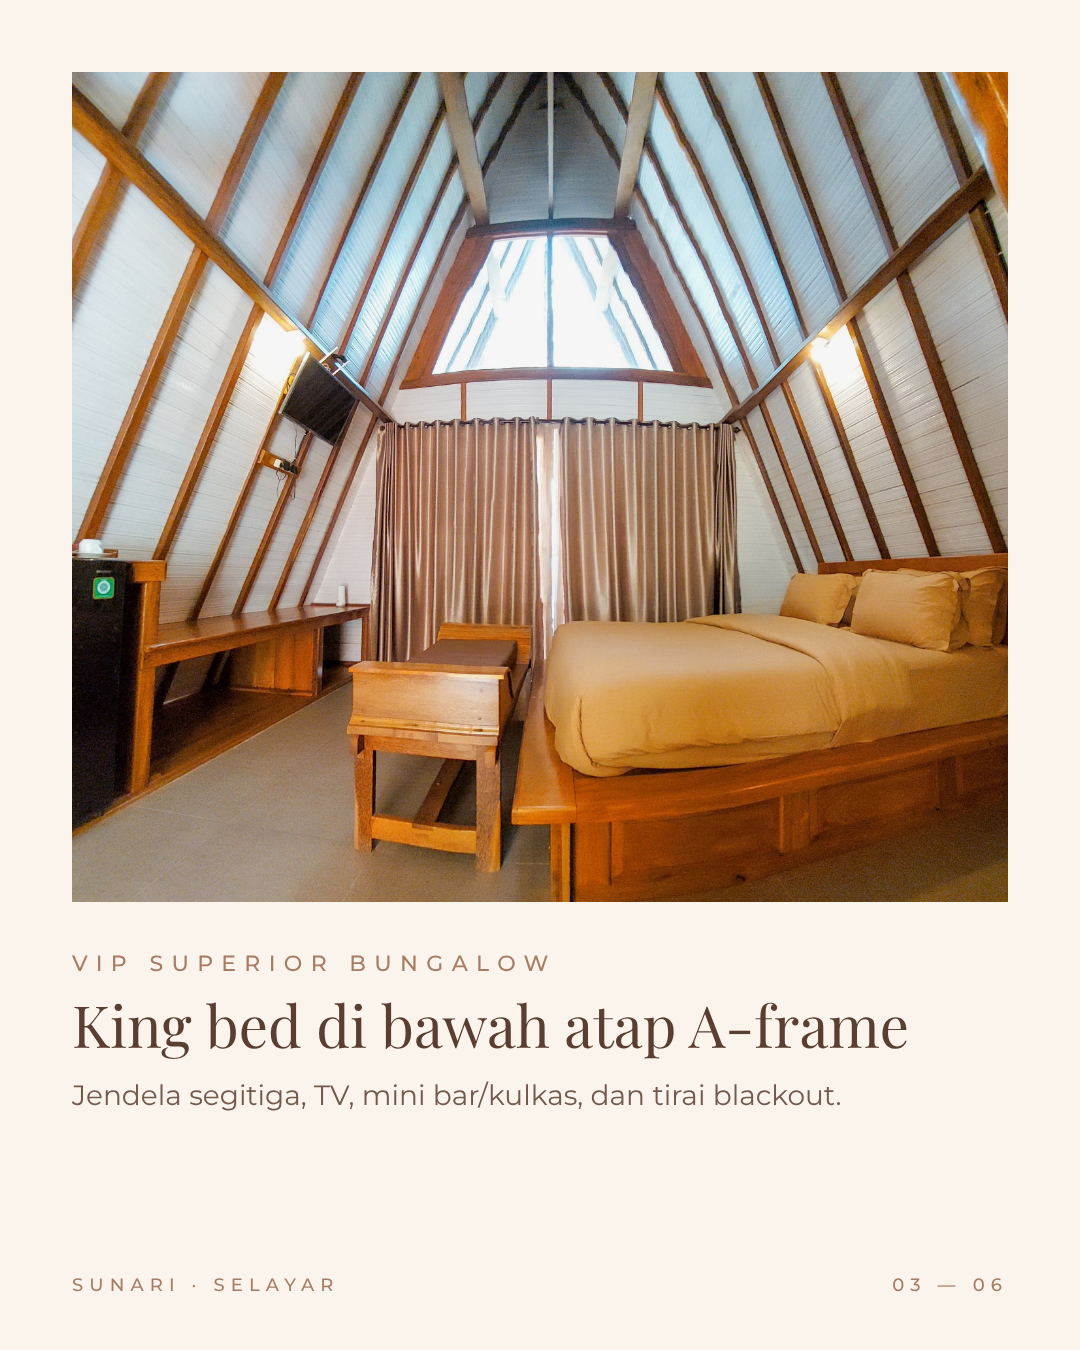 VIP SUPERIOR BUNGALOW
King bed di bawah atap A-frame
Jendela segitiga, TV, mini bar/kulkas, dan tirai blackout.
SUNARI · SELAYAR
03 — 06